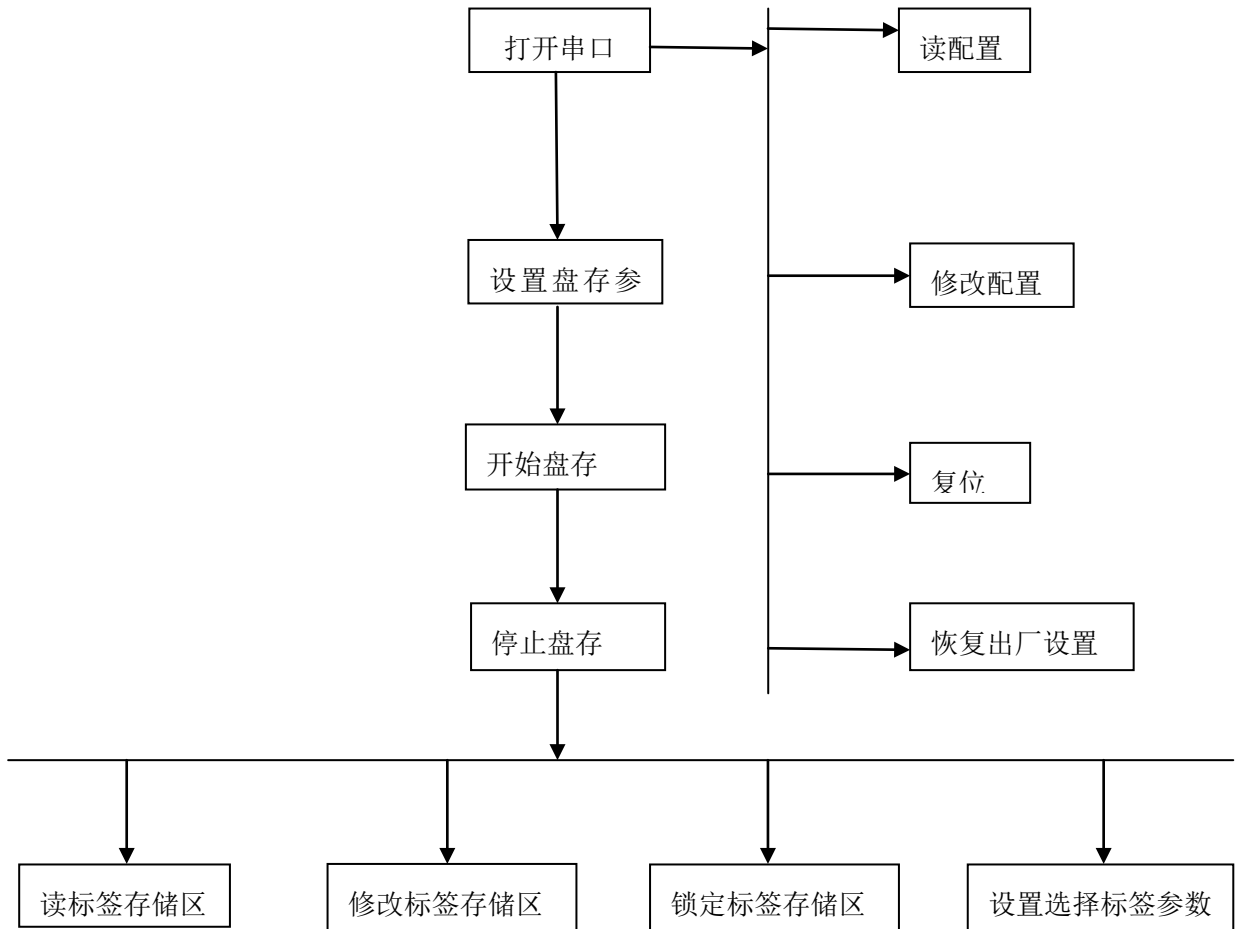 打开串口
读配置
设置盘存参
修改配置
开始盘存
复位
停止盘存
恢复出厂设置
读标签存储区
修改标签存储区
锁定标签存储区
设置选择标签参数